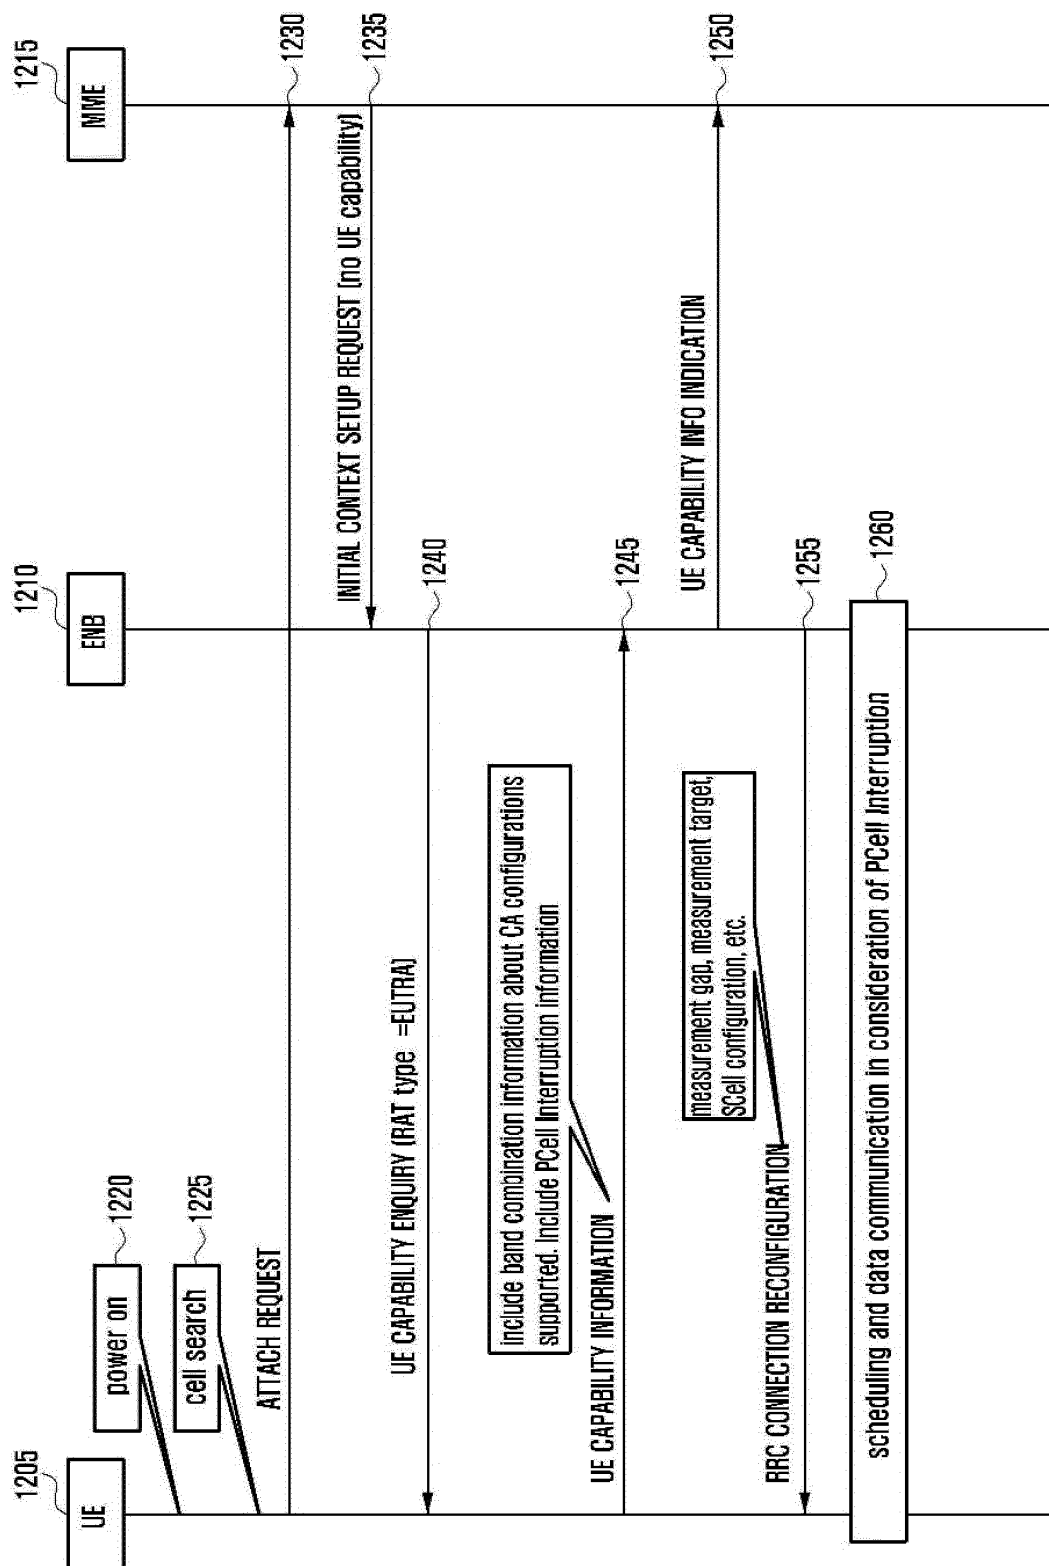 1205
UE
1210
ENB
1215
MME
power on
1220
cell search
1225
ATTACH REQUEST
1230
INITIAL CONTEXT SETUP REQUEST (no UE capability)
1235
UE CAPABILITY ENQUIRY (RAT type =EUTRA)
1240
include band combination information about CA configurations
supported. Include PCell Interruption information
UE CAPABILITY INFORMATION
1245
UE CAPABILITY INFO INDICATION
1250
measurement gap, measurement target,
SCell configuration, etc.
RRC CONNECTION RECONFIGURATION
1255
scheduling and data communication in consideration of PCell Interruption
1260